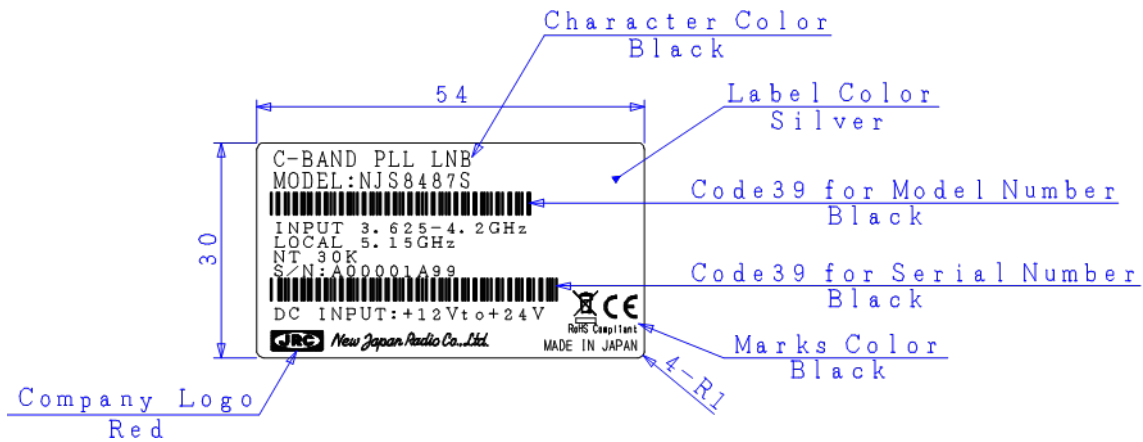 Character Color
Black
54
Label Color
Silver
C-BAND PLL LNB
MODEL:NJS8487S
Code39 for Model Number
Black
INPUT 3.625-4.2GHz
LOCAL 5.15GHz
NT 30K
S/N:A00001A99
30
Code39 for Serial Number
Black
DC INPUT:+12Vto+24V
CE
RoHS Compliant
JRC New Japan Radio Co.,Ltd.
MADE IN JAPAN
Marks Color
Black
4-R1
Company Logo
Red